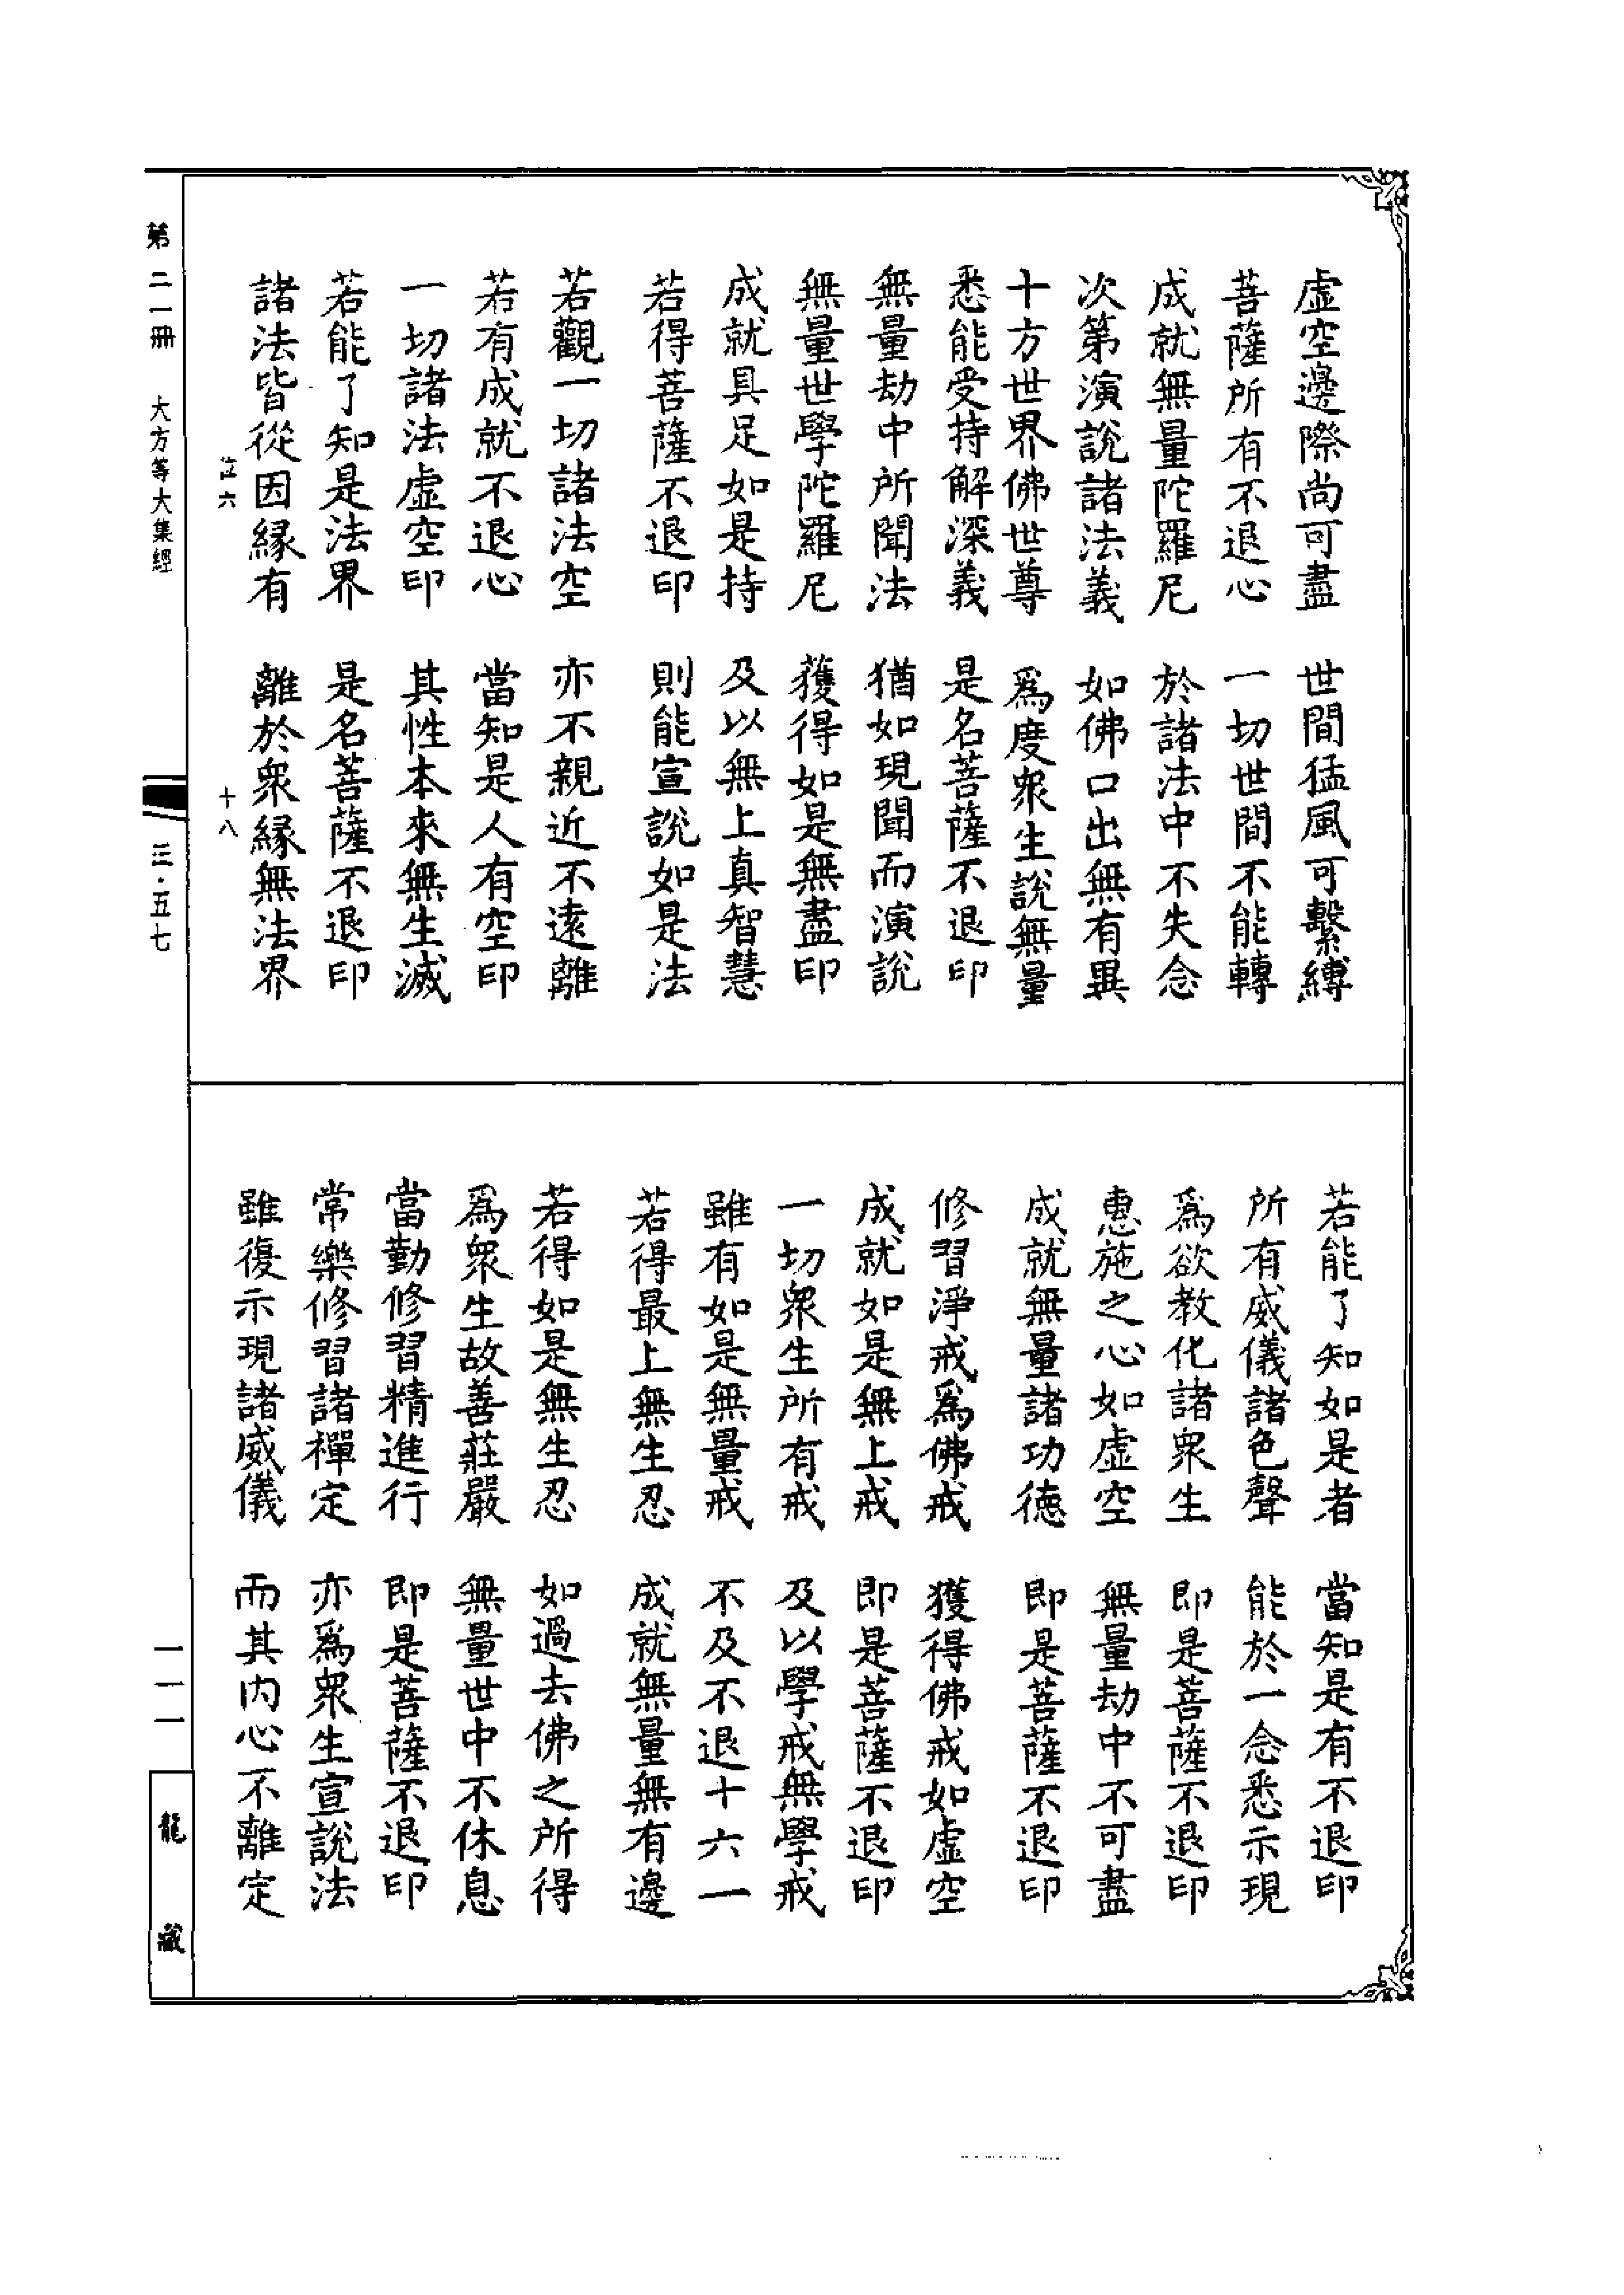 虛空邊際尚可盡　世間猛風可繫縛
菩薩所有不退心　一切世間不能轉
成就無量陀羅尼　於諸法中不失念
次第演說諸法義　如佛口出無有異
十方世界佛世尊　爲度衆生說無量
悉能受持解深義　是名菩薩不退印
無量劫中所聞法　猶如現聞而演說
無量世學陀羅尼　獲得如是無盡印
成就具足如是持　及以無上真智慧
若得菩薩不退印　則能宣說如是法
若觀一切諸法空　亦不親近不遠離
若有成就不退心　當知是人有空印
一切諸法虛空印　其性本來無生滅
若能了知是法界　是名菩薩不退印
諸法皆從因緣有　離於衆緣無法界
若能了知如是者　當知是有不退印
所有威儀諸色聲　能於一念悉示現
爲欲教化諸衆生　即是菩薩不退印
惠施之心如虛空　無量劫中不可盡
成就無量諸功德　即是菩薩不退印
修習淨戒爲佛戒　獲得佛戒如虛空
成就如是無上戒　即是菩薩不退印
一切衆生所有戒　及以學戒無學戒
雖有如是無量戒　不及不退十六一
若得最上無生忍　成就無量無有邊
若得如是無生忍　如過去佛之所得
爲衆生故善莊嚴　無量世中不休息
當勤修習精進行　即是菩薩不退印
常樂修習諸禪定　亦爲衆生宣說法
雖復示現諸威儀　而其內心不離定
六　十八
第二一冊　大方等大集經　三·五七　一一一　龍藏